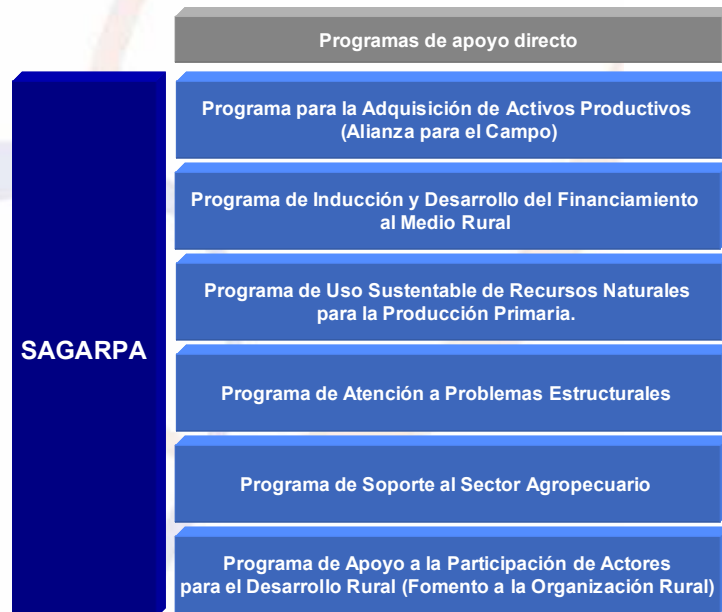 Programas de apoyo directo
SAGARPA
Programa para la Adquisición de Activos Productivos
(Alianza para el Campo)
Programa de Inducción y Desarrollo del Financiamiento
al Medio Rural
Programa de Uso Sustentable de Recursos Naturales
para la Producción Primaria.
Programa de Atención a Problemas Estructurales
Programa de Soporte al Sector Agropecuario
Programa de Apoyo a la Participación de Actores
para el Desarrollo Rural (Fomento a la Organización Rural)